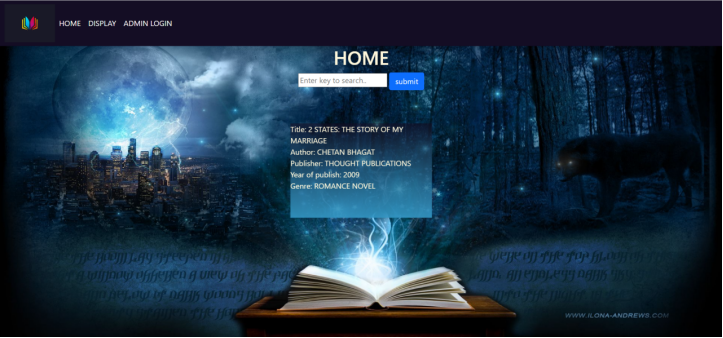 HOME DISPLAY ADMIN LOGIN
HOME
Enter key to search..
submit
Title: 2 STATES: THE STORY OF MY
MARRIAGE
Author: CHETAN BHAGAT
Publisher: THOUGHT PUBLICATIONS
Year of publish: 2009
Genre: ROMANCE NOVEL
WWW.ILONA-ANDREWS.COM